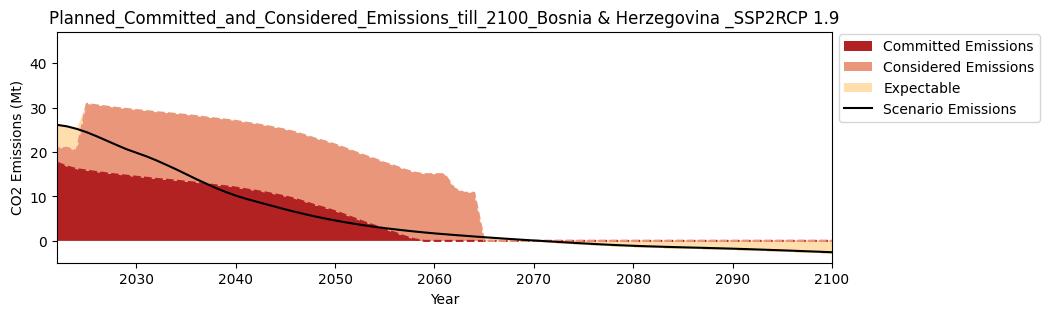 Planned_Committed_and_Considered_Emissions_till_2100_Bosnia & Herzegovina _SSP2RCP 1.9
CO2 Emissions (Mt)
40
30
20
10
0
2030 2040 2050 2060 2070 2080 2090 2100
Year
Committed Emissions
Considered Emissions
Expectable
Scenario Emissions